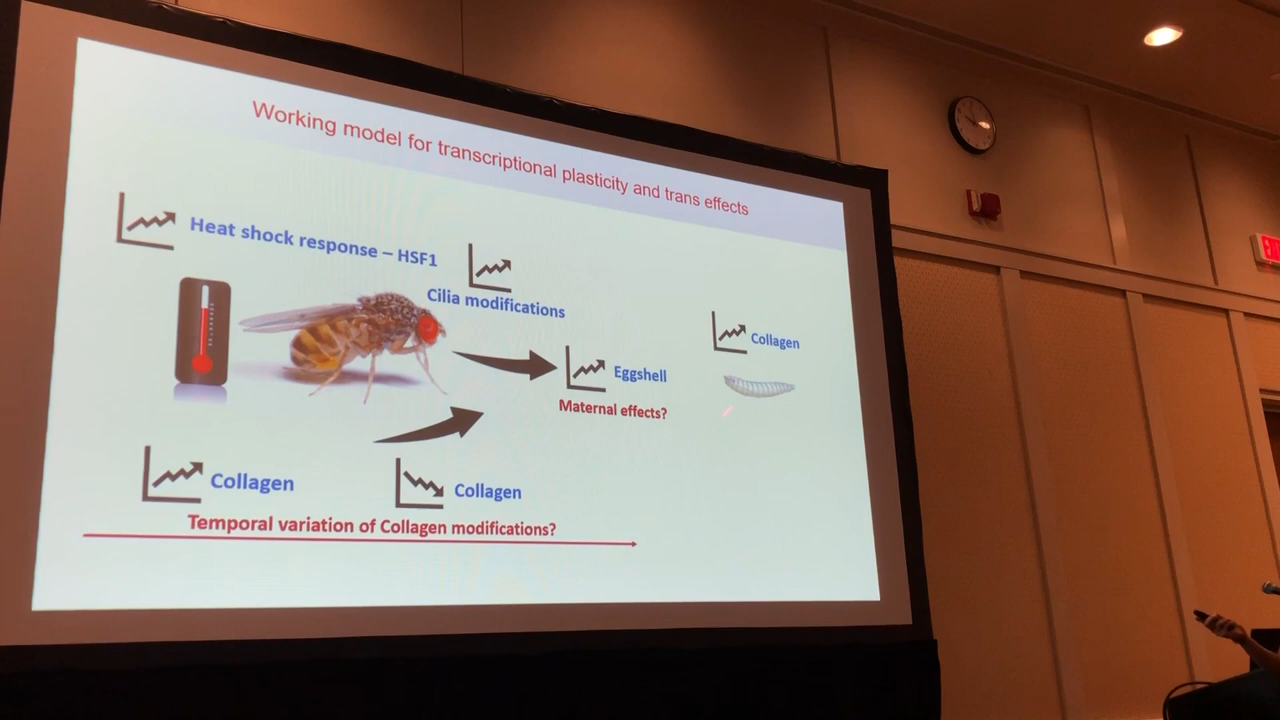 Working model for transcriptional plasticity and trans effects
Heat shock response – HSF1
Cilia modifications
Collagen
Eggshell
Maternal effects?
Collagen
Collagen
Temporal variation of Collagen modifications?